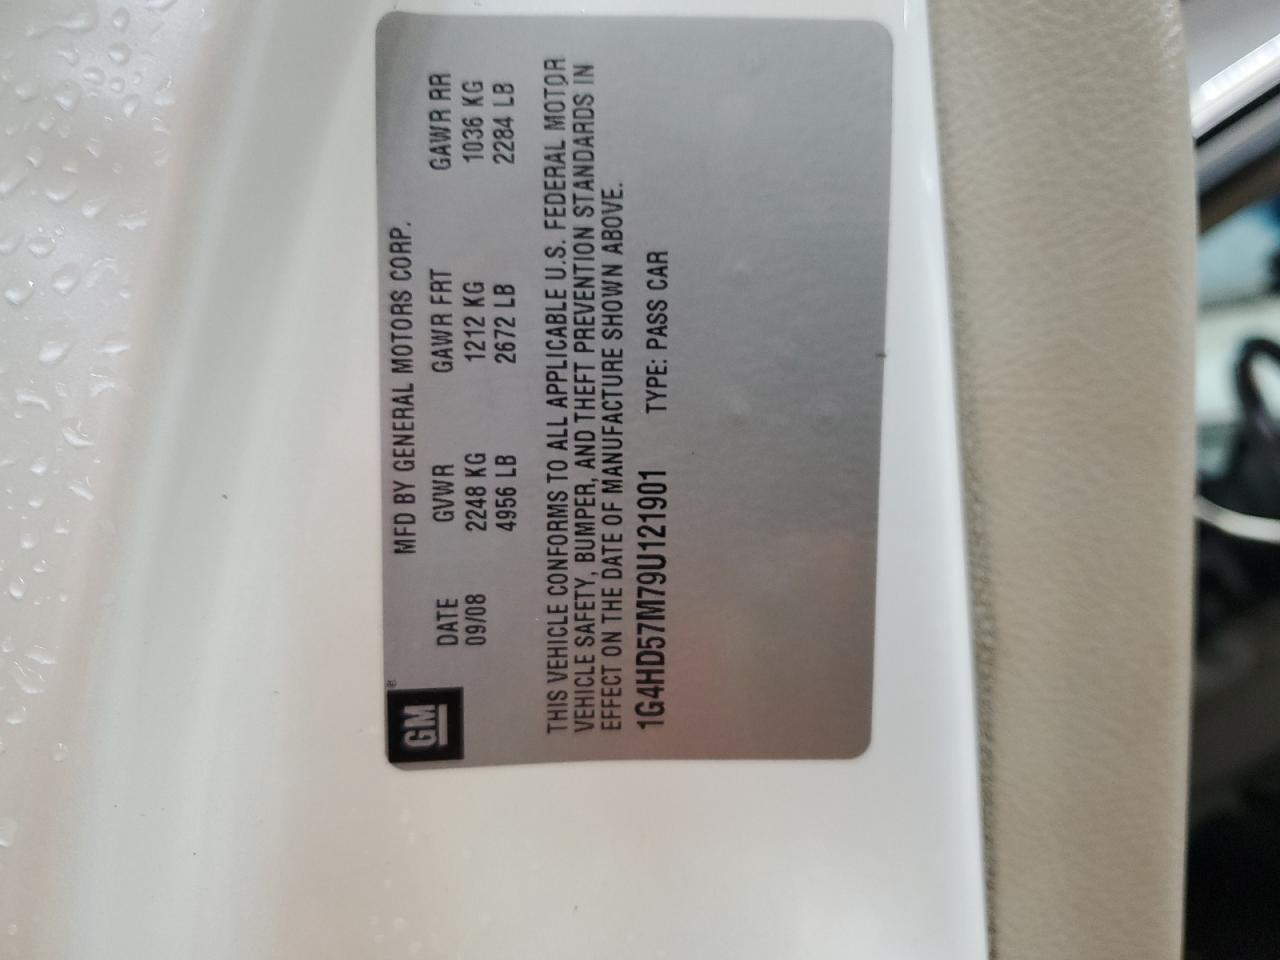 GM®
MFD BY GENERAL MOTORS CORP.
DATE GVWR GAWR FRT GAWR RR
09/08 2248 KG 1212 KG 1036 KG
4956 LB 2672 LB 2284 LB
THIS VEHICLE CONFORMS TO ALL APPLICABLE U.S. FEDERAL MOTOR
VEHICLE SAFETY, BUMPER, AND THEFT PREVENTION STANDARDS IN
EFFECT ON THE DATE OF MANUFACTURE SHOWN ABOVE.
1G4HD57M79U121901 TYPE: PASS CAR